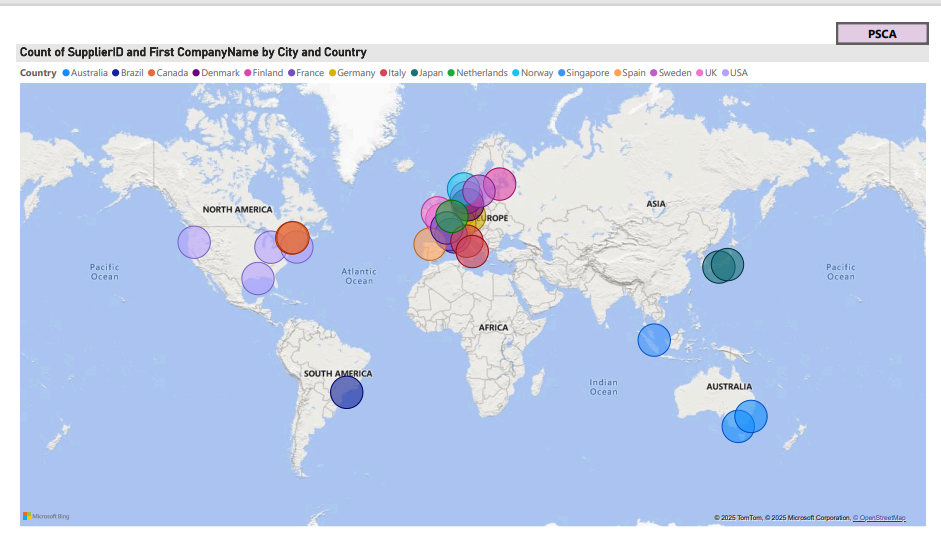 PSCA
Count of SupplierID and First CompanyName by City and Country
Country Australia Brazil Canada Denmark Finland France Germany Italy Japan Netherlands Norway Singapore Spain Sweden UK USA
NORTH AMERICA
EUROPE
ASIA
Pacific
Ocean
Atlantic
Ocean
Pacific
Ocean
AFRICA
SOUTH AMERICA
Indian
Ocean
AUSTRALIA
Microsoft Bing
© 2025 TomTom, © 2025 Microsoft Corporation, © OpenStreetMap